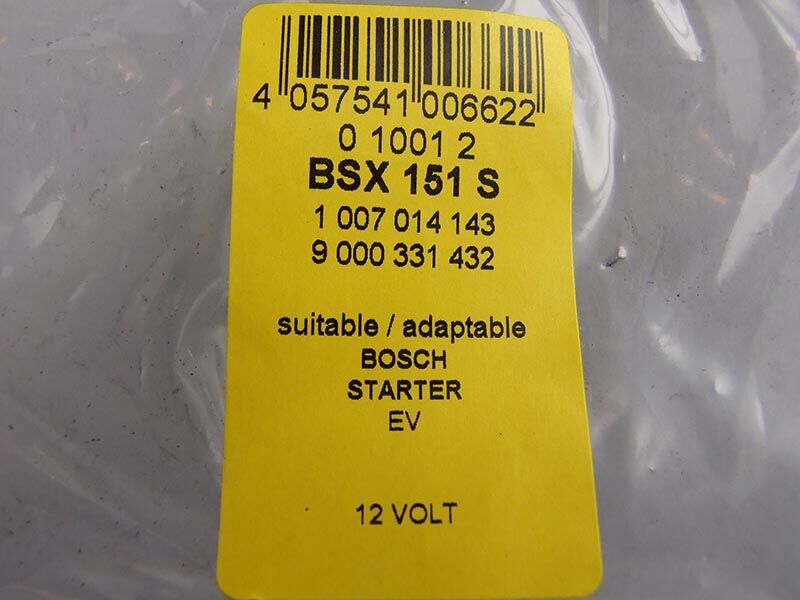 4 057541 006622
0 1001 2
BSX 151 S
1 007 014 143
9 000 331 432
suitable / adaptable
BOSCH
STARTER
EV
12 VOLT